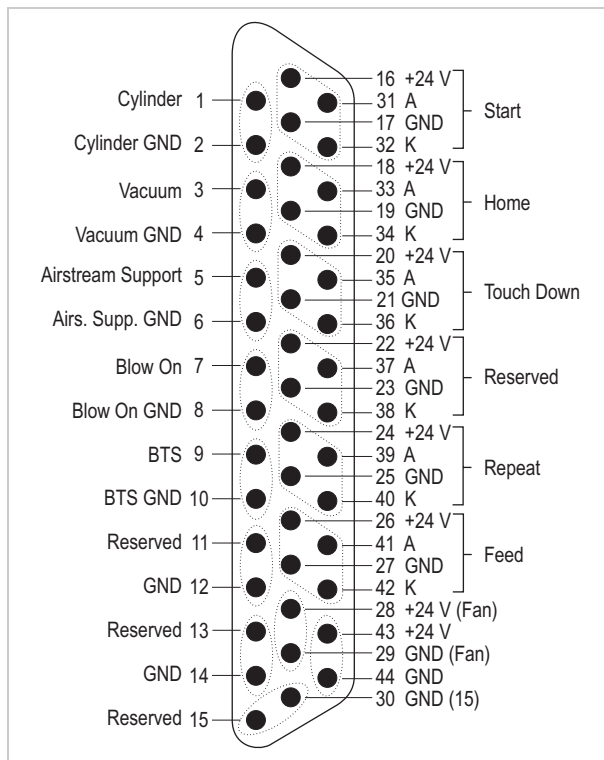 Cylinder 1
Cylinder GND 2
Vacuum 3
Vacuum GND 4
Airstream Support 5
Airs. Supp. GND 6
Blow On 7
Blow On GND 8
BTS 9
BTS GND 10
Reserved 11
GND 12
Reserved 13
GND 14
Reserved 15
16 +24 V
31 A
17 GND
32 K
Start
18 +24 V
33 A
19 GND
34 K
Home
20 +24 V
35 A
21 GND
36 K
Touch Down
22 +24 V
37 A
23 GND
38 K
Reserved
24 +24 V
39 A
25 GND
40 K
Repeat
26 +24 V
41 A
27 GND
42 K
Feed
28 +24 V (Fan)
43 +24 V
29 GND (Fan)
44 GND
30 GND (15)